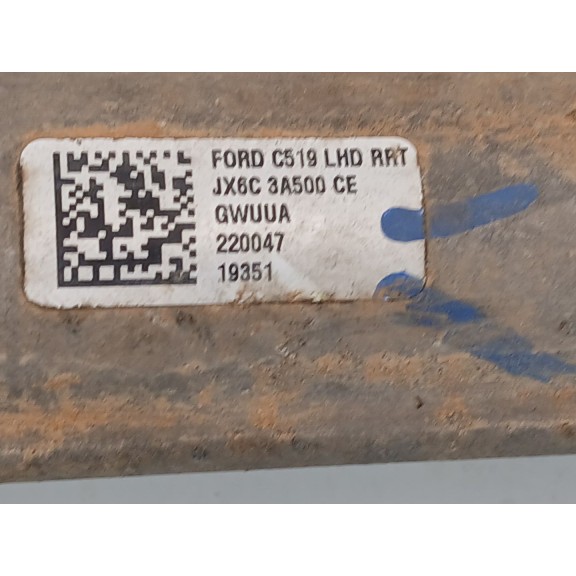 FORD C519 LHD RRT
JX6C 3A500 CE
GWUUA
220047
19351